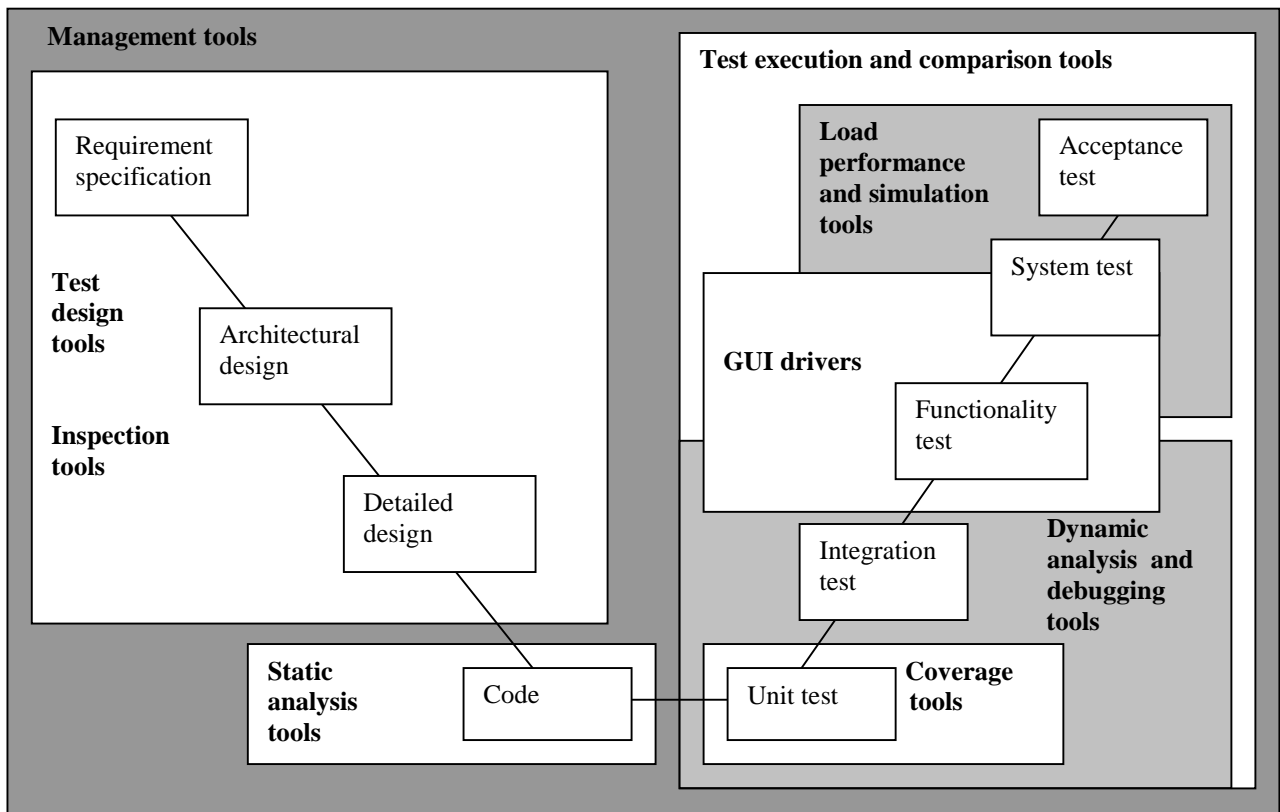 Management tools
Test execution and comparison tools
Requirement
specification
Load
performance
and simulation
tools
Acceptance
test
System test
Test
design
tools
Architectural
design
GUI drivers
Functionality
test
Inspection
tools
Detailed
design
Integration
test
Dynamic
analysis and
debugging
tools
Static
analysis
tools
Code
Unit test
Coverage
tools